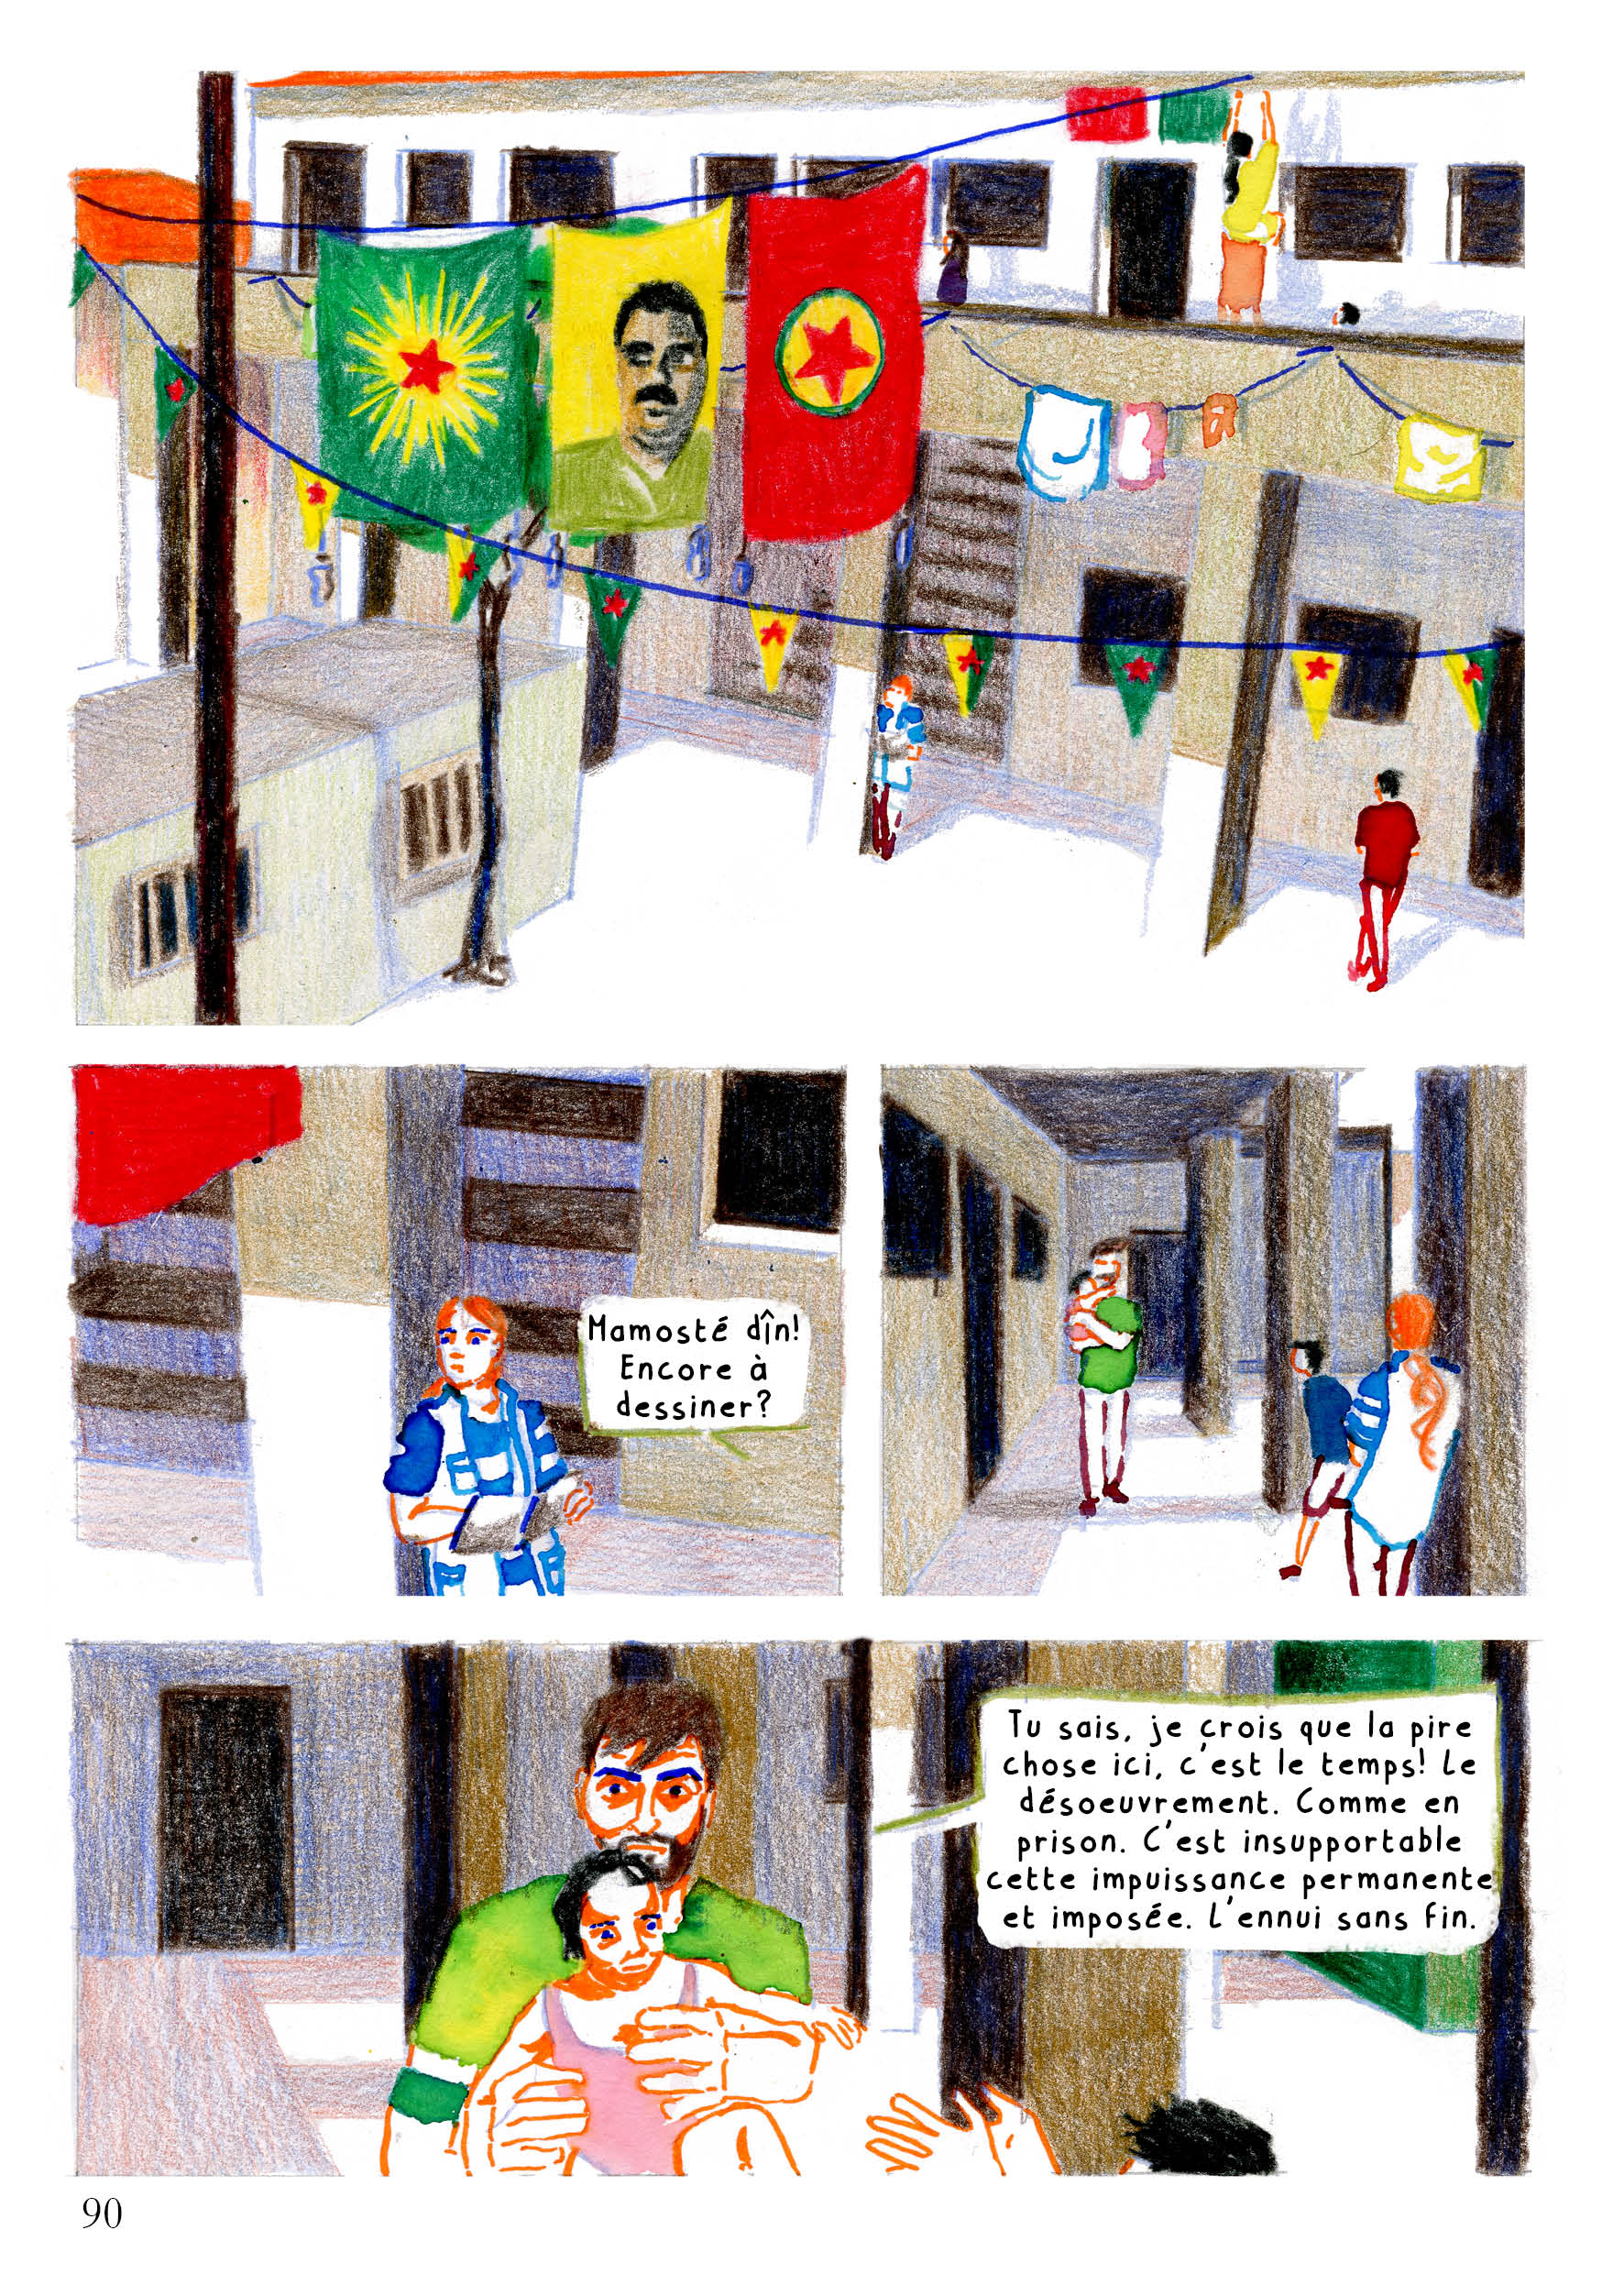 Mamosté dîn!
Encore à
dessiner?
Tu sais, je crois que la pire
chose ici, c'est le temps! Le
désoeuvrement. Comme en
prison. C'est insupportable
cette impuissance permanente
et imposée. L'ennui sans fin.
90